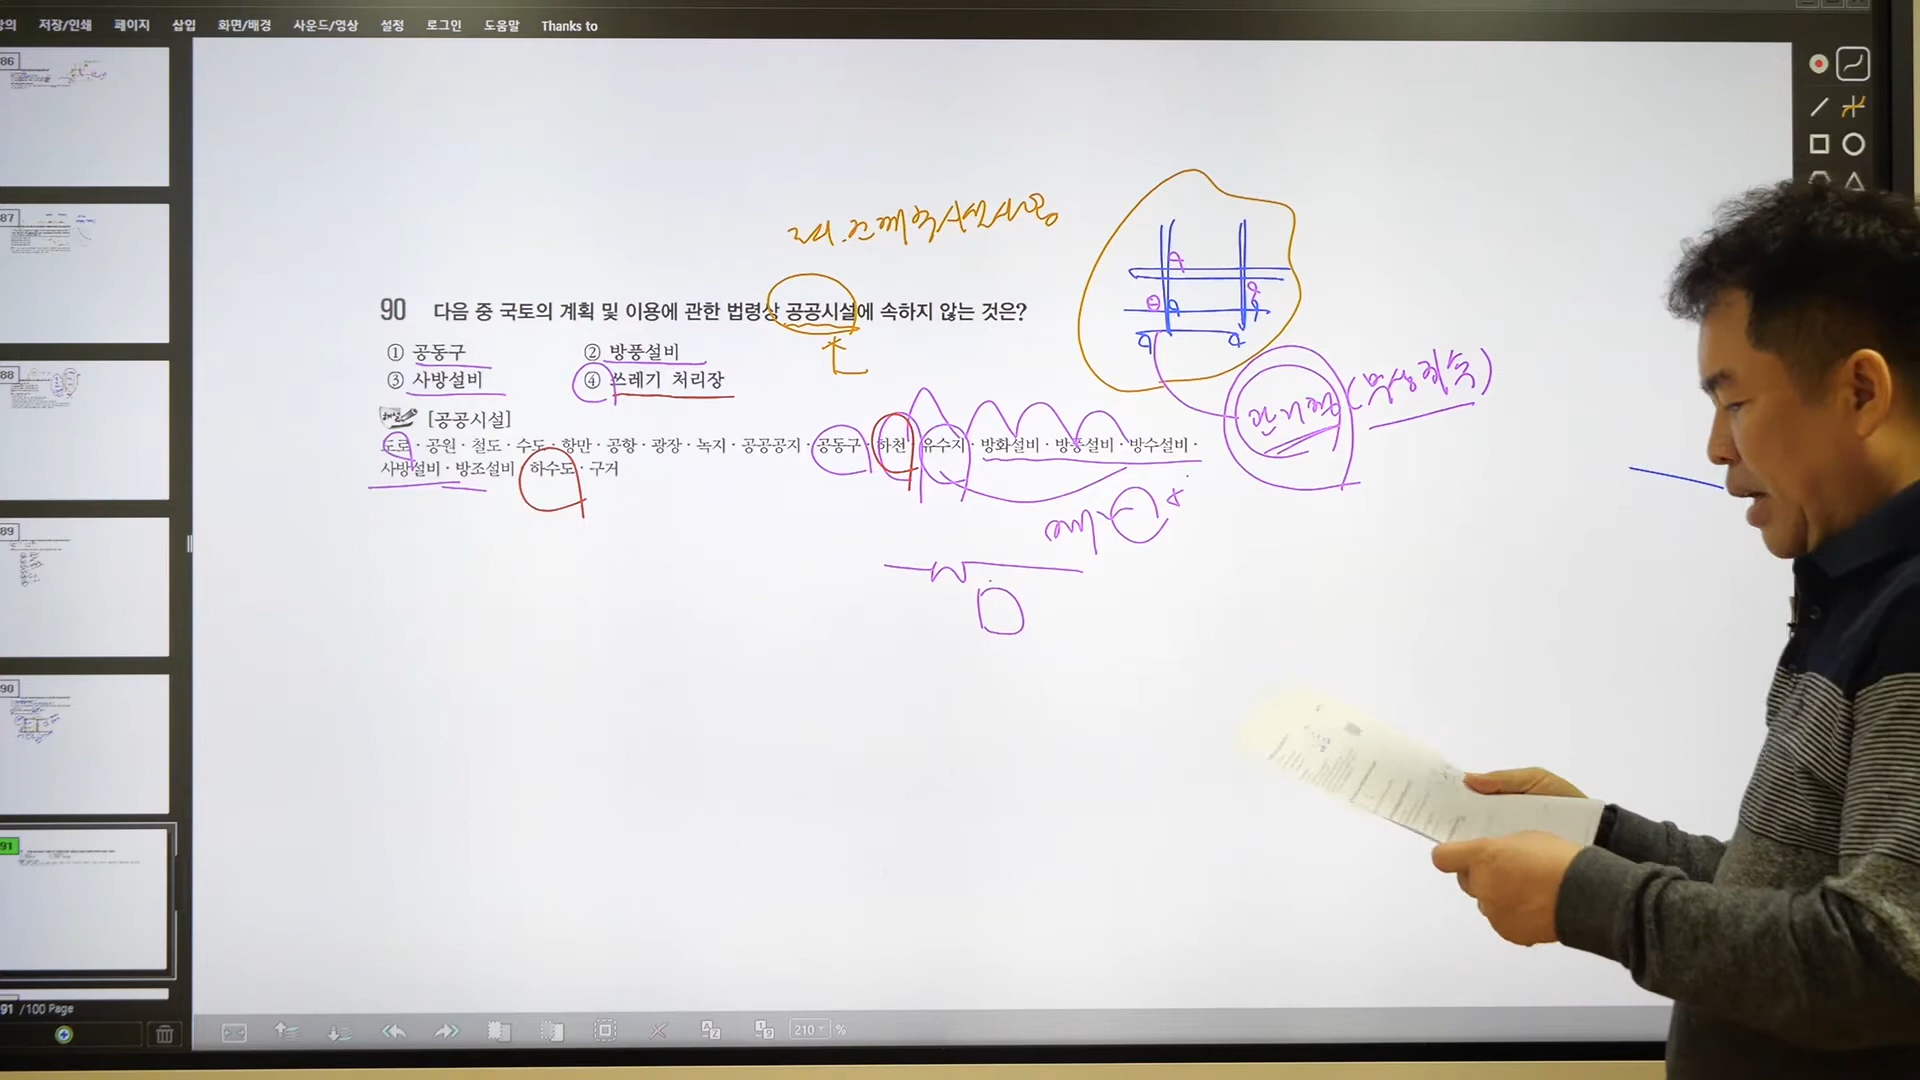 저장/인쇄 페이지 삽입 화면/배경 사운드/영상 설정 로그인 도움말 Thanks to
86
87
88
89
90
91
90 다음 중 국토의 계획 및 이용에 관한 법령상 공공시설에 속하지 않는 것은?
① 공동구 ② 방풍설비
③ 사방설비 ④ 쓰레기 처리장
[공공시설]
도로 · 공원 · 철도 · 수도 · 항만 · 공항 · 광장 · 녹지 · 공공공지 · 공동구 · 하천 · 유수지 · 방화설비 · 방풍설비 · 방수설비 ·
사방설비 · 방조설비 · 하수도 · 구거
91 /100 Page
210 %